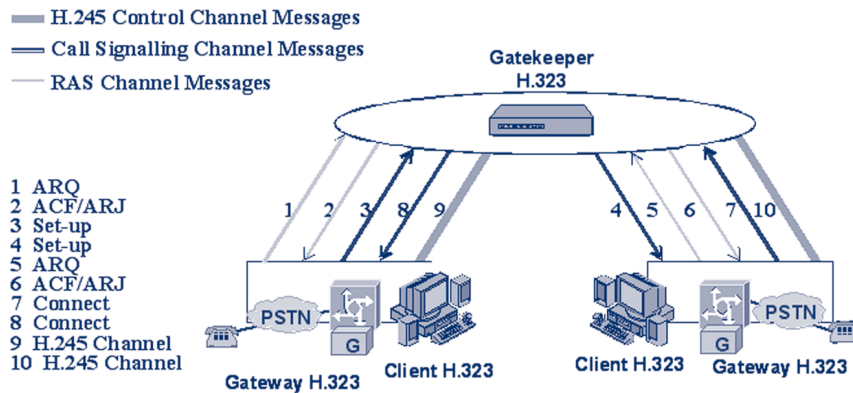 H.245 Control Channel Messages
Call Signalling Channel Messages
RAS Channel Messages
Gatekeeper
H.323
1 ARQ
2 ACF/ARJ
3 Set-up
4 Set-up
5 ARQ
6 ACF/ARJ
7 Connect
8 Connect
9 H.245 Channel
10 H.245 Channel
1 2 3 8 9 4 5 6 7 10
PSTN
G
Client H.323
Gateway H.323
PSTN
G
Client H.323
Gateway H.323